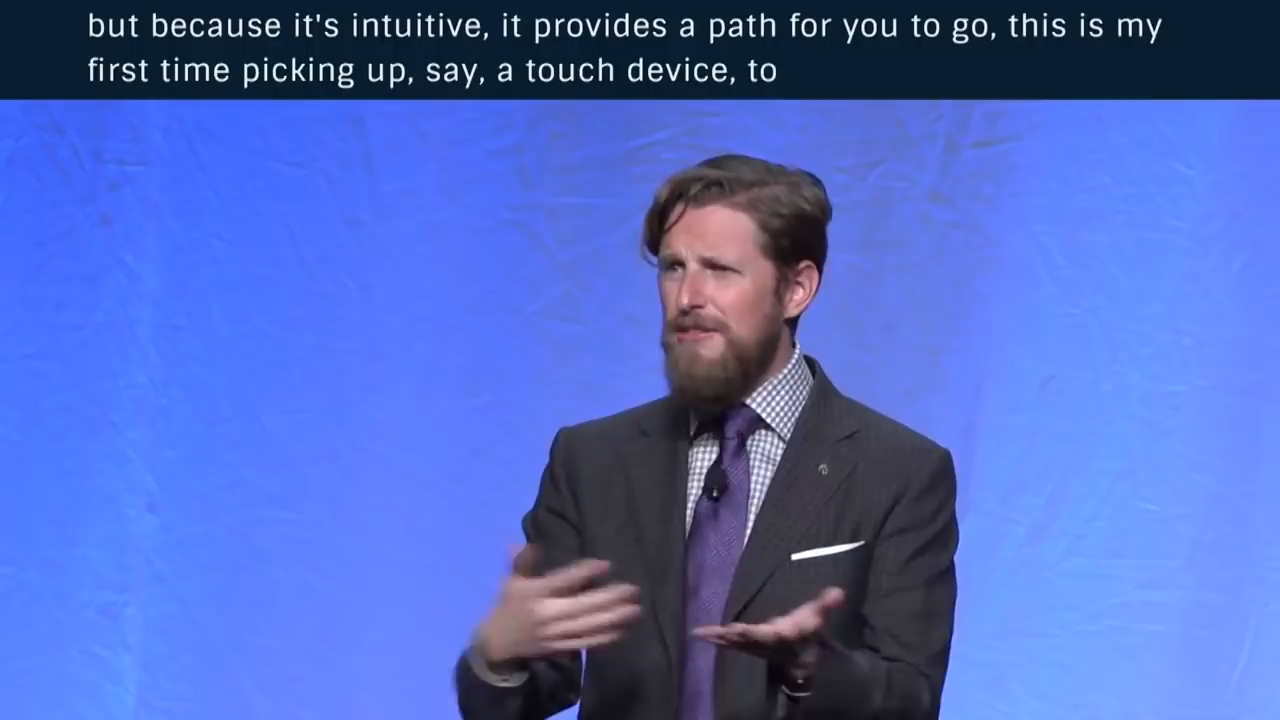 but because it's intuitive, it provides a path for you to go, this is my
first time picking up, say, a touch device, to